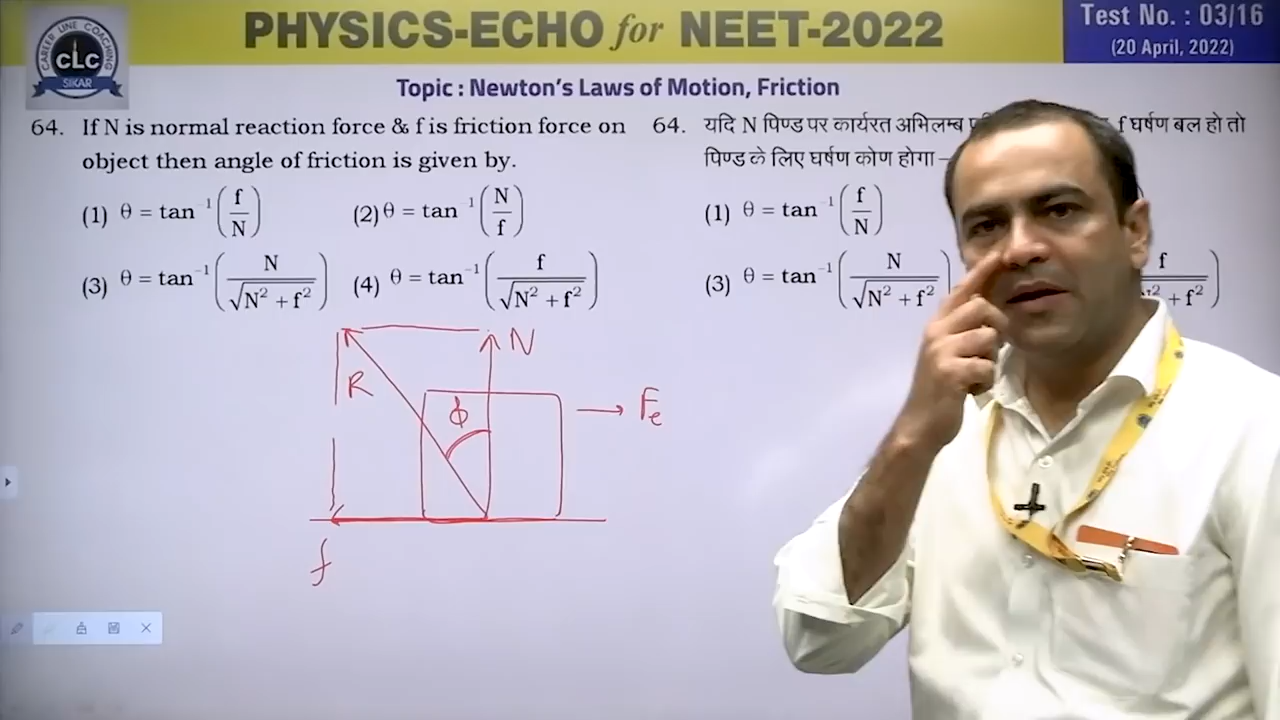 CAREER LINE COACHING
CLC
SIKAR
PHYSICS-ECHO for NEET-2022
Test No. : 03/16
(20 April, 2022)
Topic : Newton's Laws of Motion, Friction
64. If N is normal reaction force & f is friction force on
object then angle of friction is given by.
(1) θ = tan⁻¹(f/N)
(2) θ = tan⁻¹(N/f)
(3) θ = tan⁻¹(N/√(N² + f²))
(4) θ = tan⁻¹(f/√(N² + f²))
64. यदि N पिण्ड पर कार्यरत अभिलम्ब f घर्षण बल हो तो
पिण्ड के लिए घर्षण कोण होगा –
(1) θ = tan⁻¹(f/N)
(3) θ = tan⁻¹(N/√(N² + f²))
f
N² + f²
N
R
ϕ
Fe
f